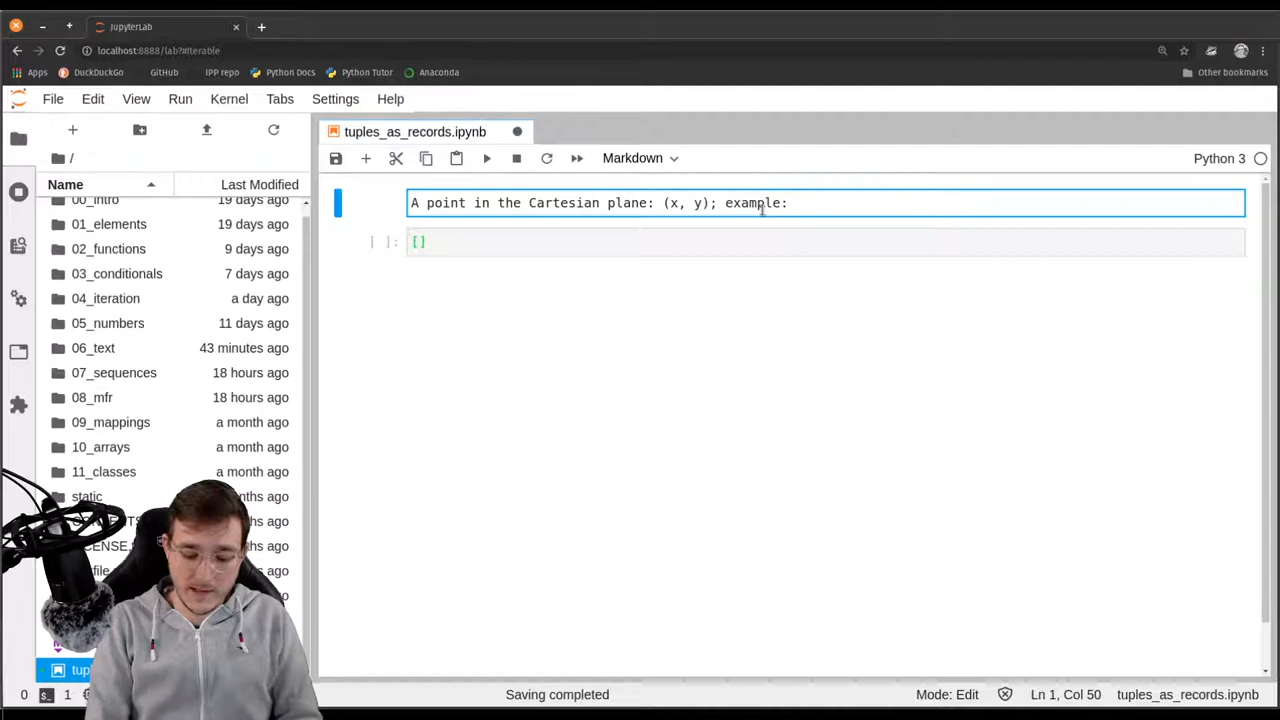 JupyterLab
localhost:8888/lab?#Iterable
Apps DuckDuckGo GitHub IPP repo Python Docs Python Tutor Anaconda Other bookmarks
File Edit View Run Kernel Tabs Settings Help
tuples_as_records.ipynb
Markdown Python 3
/
Name Last Modified
00_intro 19 days ago
01_elements 19 days ago
02_functions 9 days ago
03_conditionals 7 days ago
04_iteration a day ago
05_numbers 11 days ago
06_text 43 minutes ago
07_sequences 18 hours ago
08_mfr 18 hours ago
09_mappings a month ago
10_arrays a month ago
11_classes a month ago
static
A point in the Cartesian plane: (x, y); example:
[ ]: []
0 1 Saving completed Mode: Edit Ln 1, Col 50 tuples_as_records.ipynb